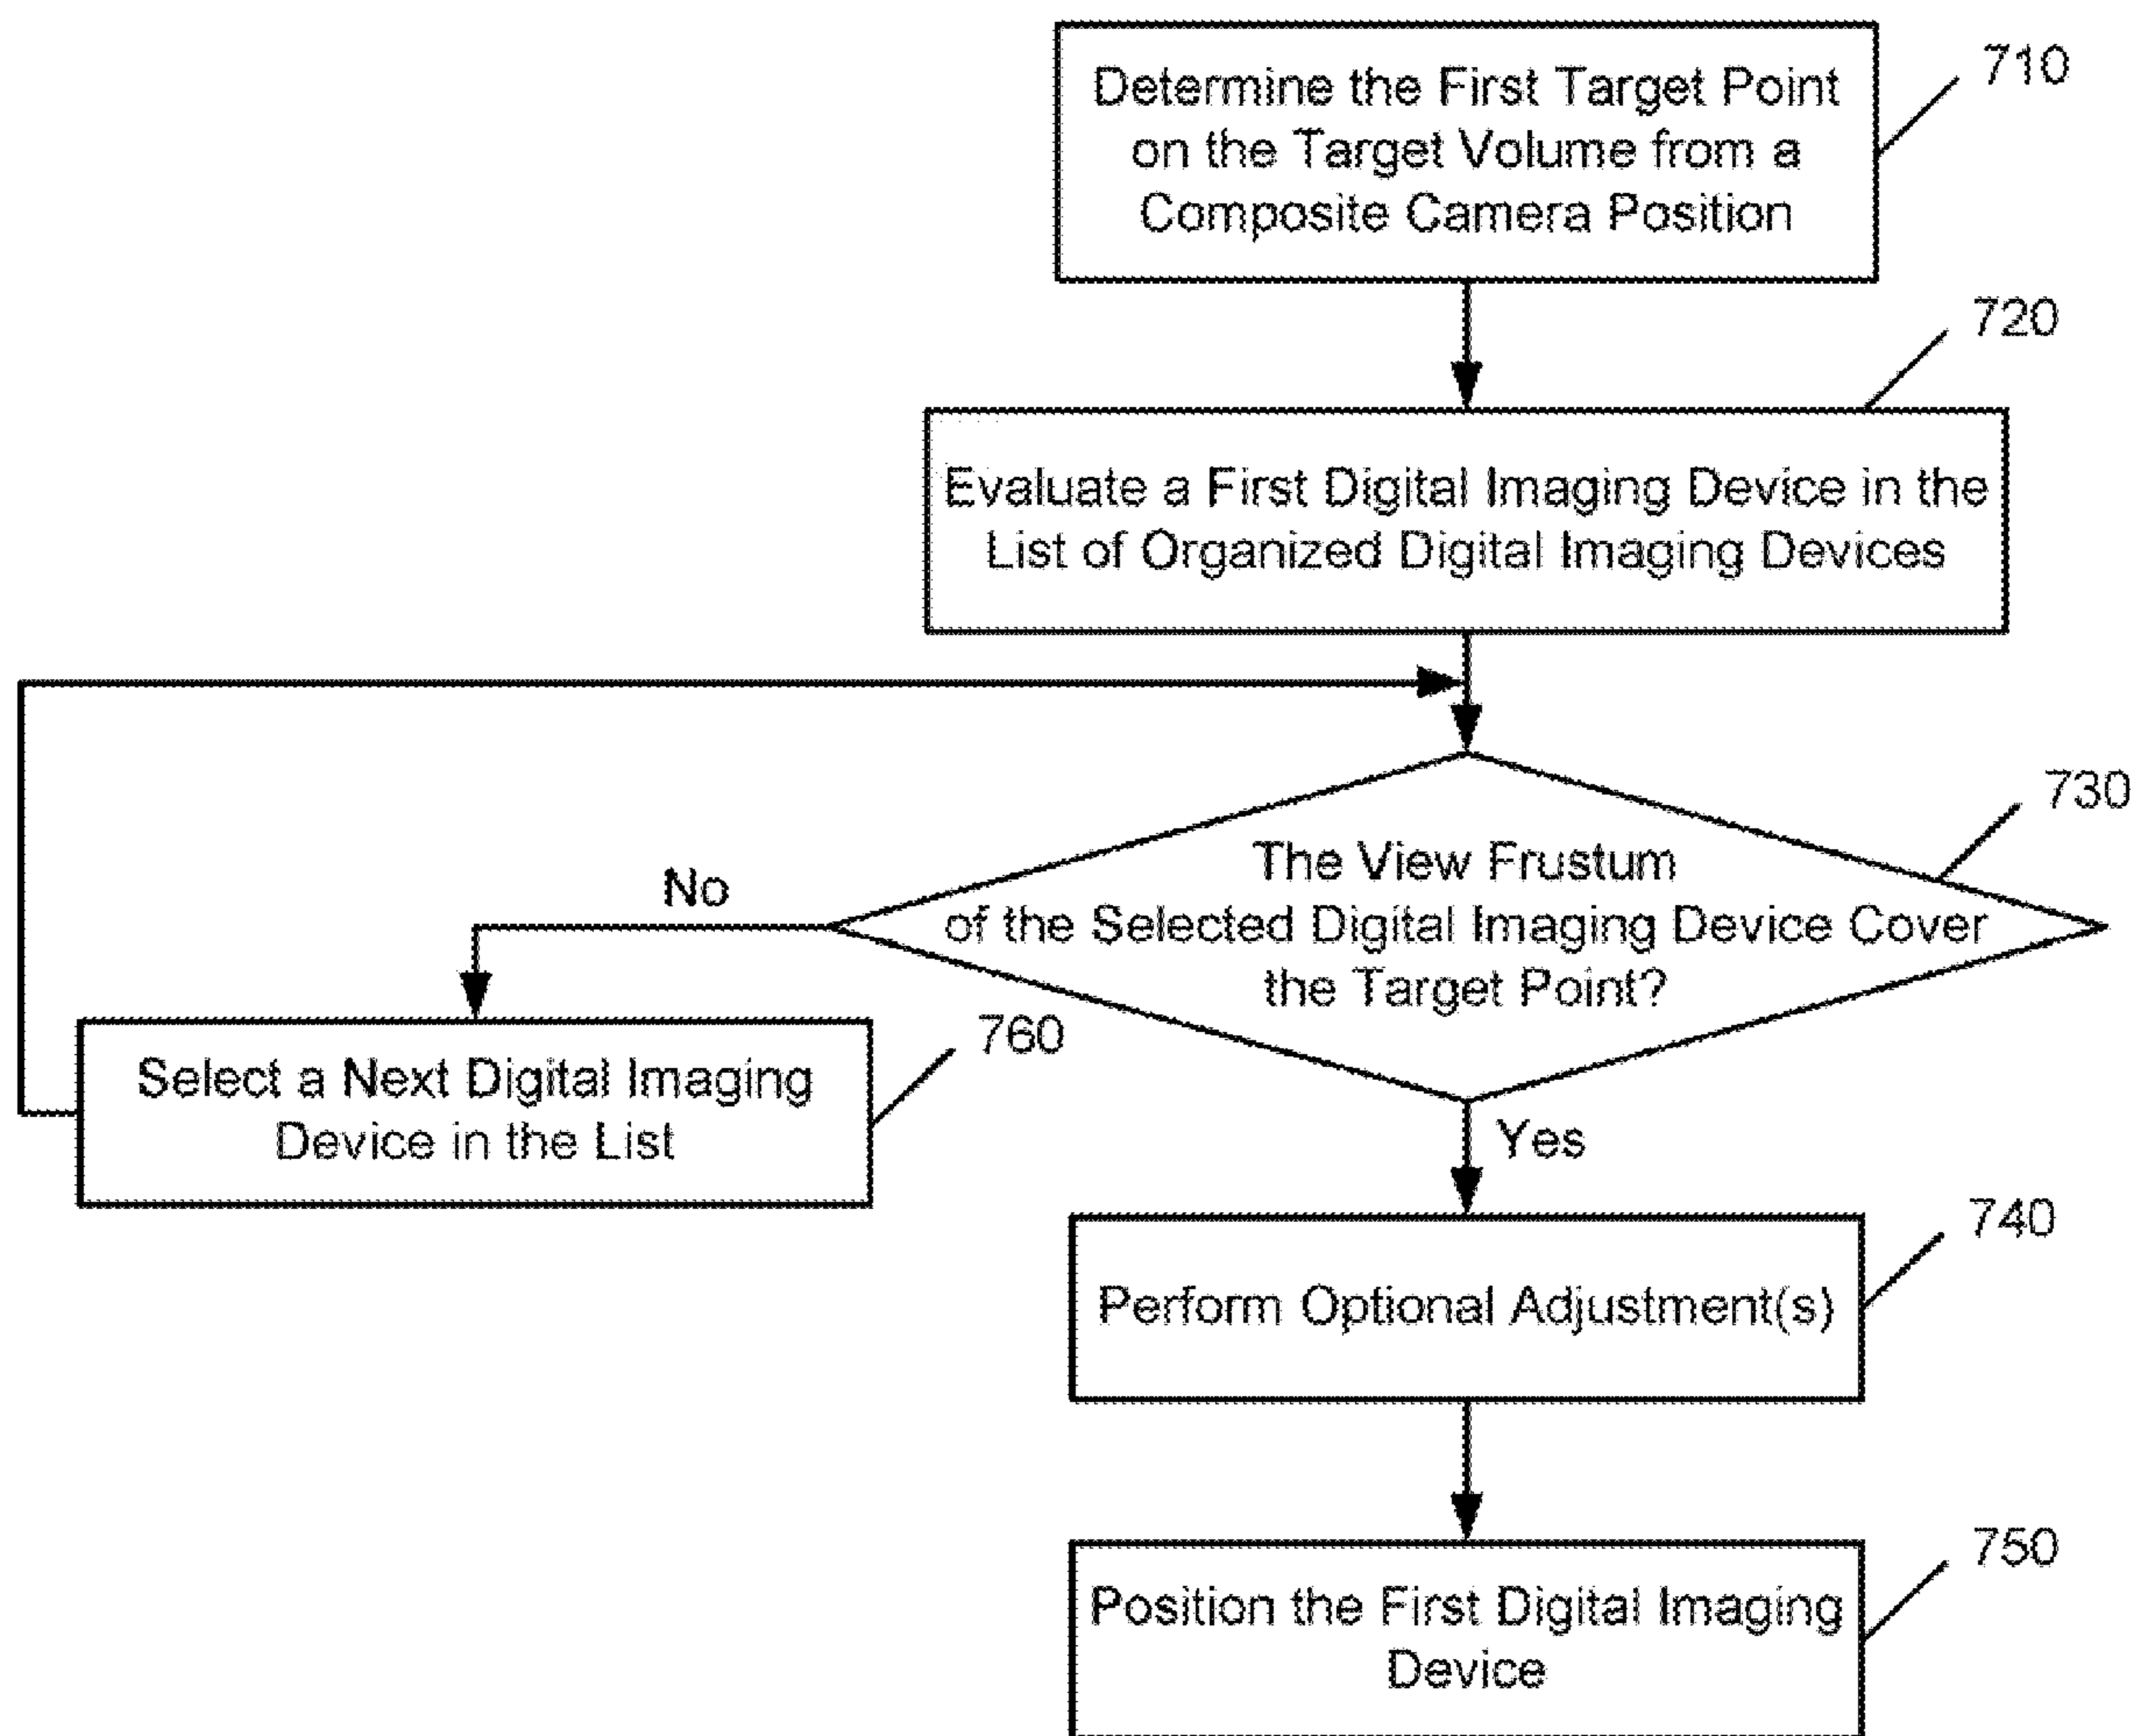 Determine the First Target Point
on the Target Volume from a
Composite Camera Position
710
720
Evaluate a First Digital Imaging Device in the
List of Organized Digital Imaging Devices
730
The View Frustum
of the Selected Digital Imaging Device Cover
the Target Point?
No
760
Select a Next Digital Imaging
Device in the List
Yes
740
Perform Optional Adjustment(s)
750
Position the First Digital Imaging
Device